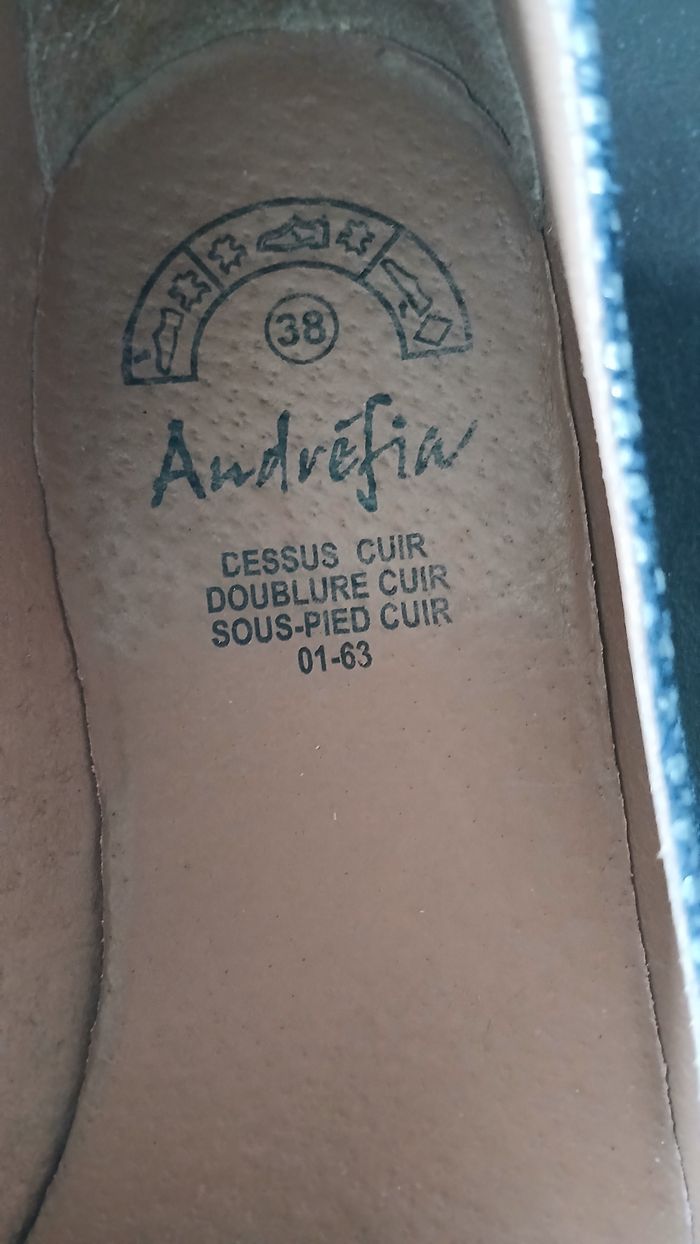 38
Andréfia
DESSUS CUIR
DOUBLURE CUIR
SOUS-PIED CUIR
01-63